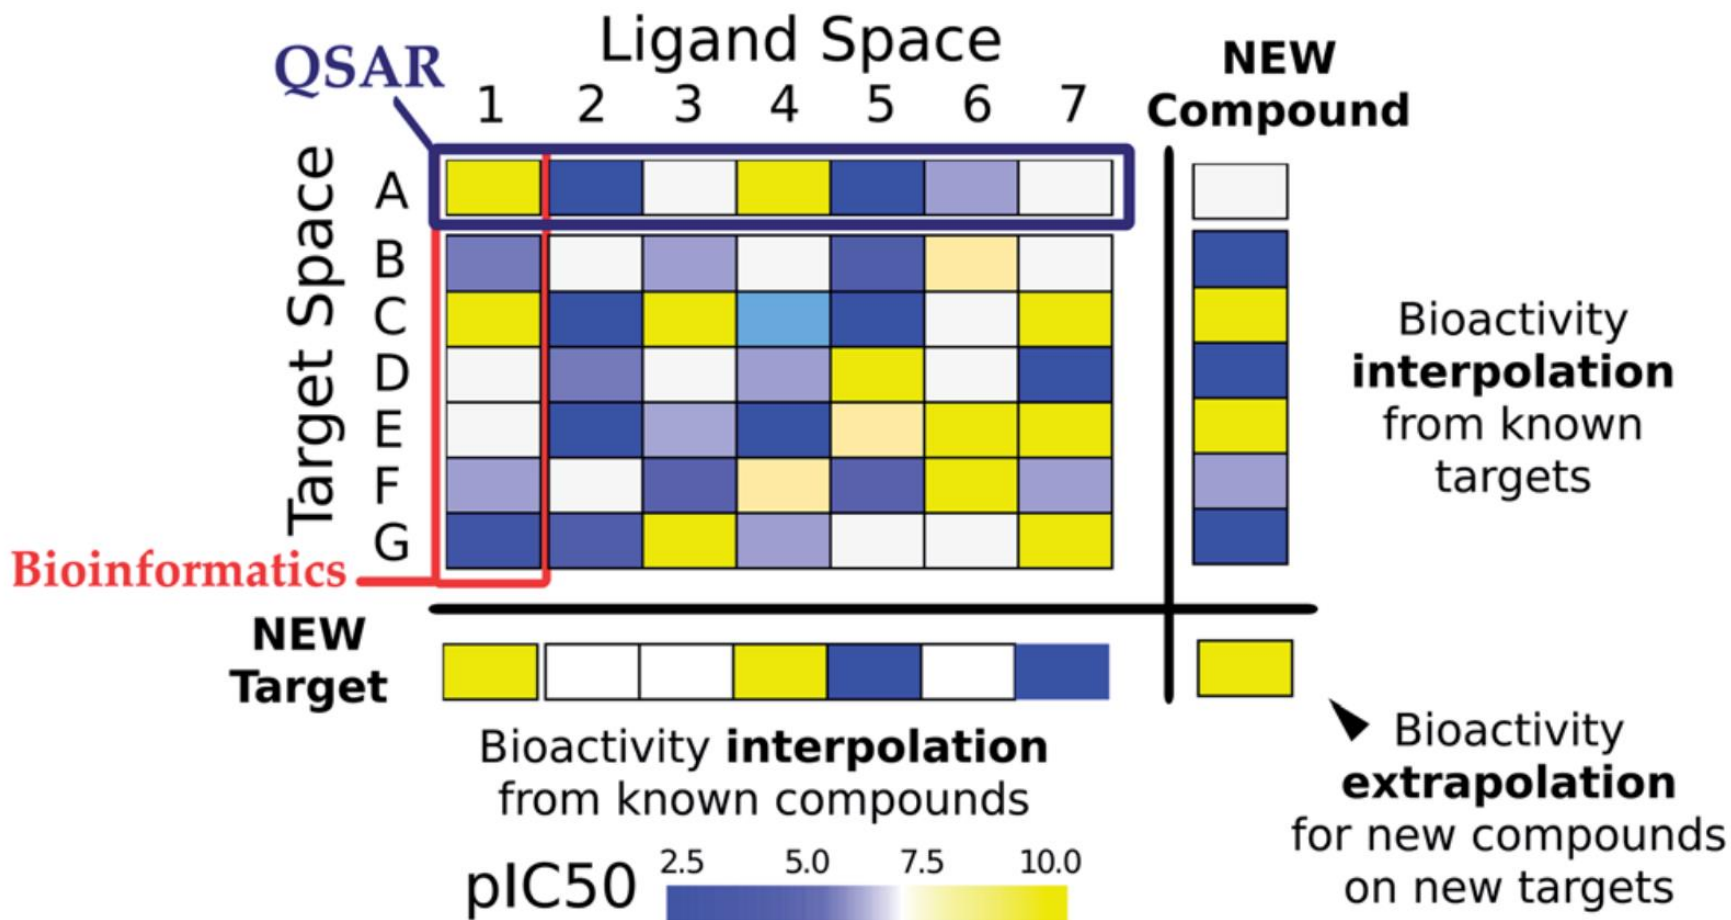 Ligand Space
QSAR
NEW
Compound
1 2 3 4 5 6 7
Target Space
A
B
C
D
E
F
G
Bioactivity
interpolation
from known
targets
Bioinformatics
NEW
Target
Bioactivity interpolation
from known compounds
Bioactivity
extrapolation
for new compounds
on new targets
pIC50
2.5 5.0 7.5 10.0